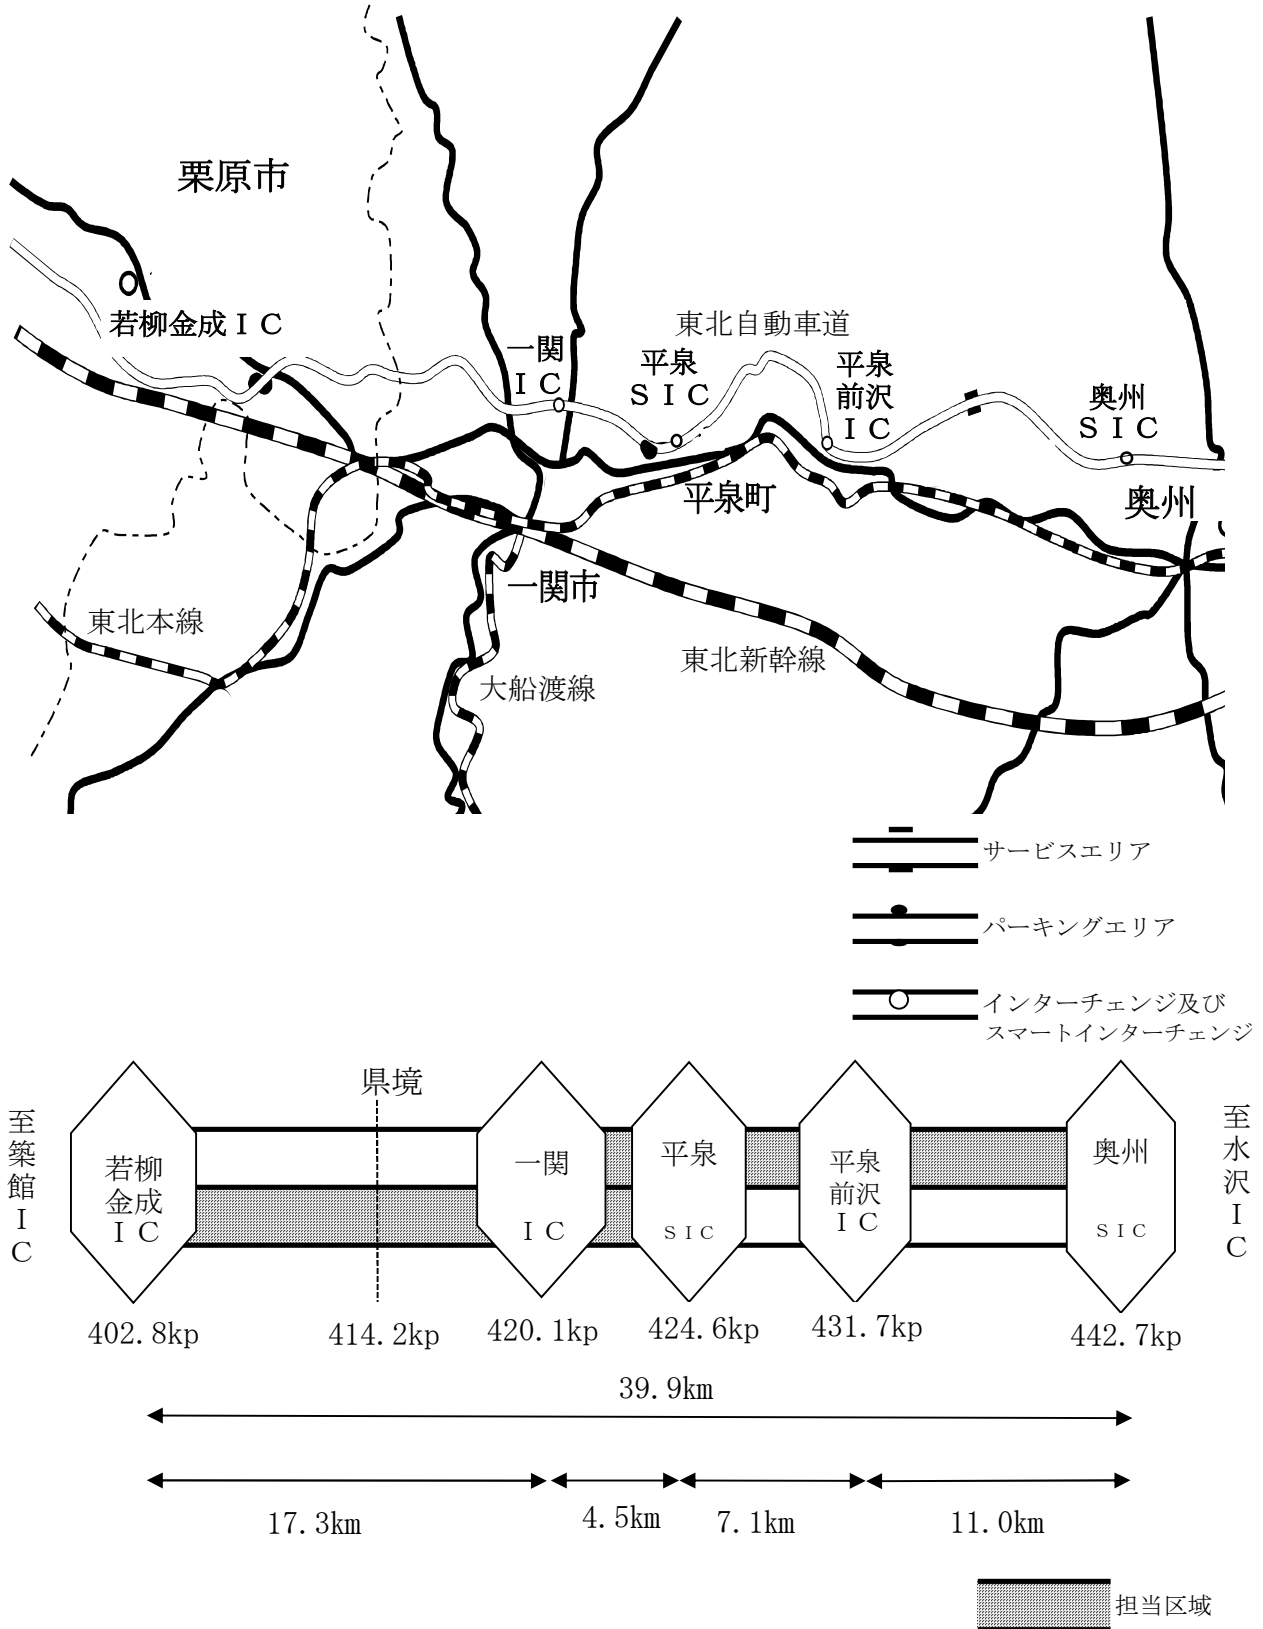 栗原市
若柳金成ＩＣ
一関
ＩＣ
東北自動車道
平泉
ＳＩＣ
平泉
前沢
ＩＣ
奥州
ＳＩＣ
平泉町
奥州
一関市
東北本線
大船渡線
東北新幹線
サービスエリア
パーキングエリア
インターチェンジ及び
スマートインターチェンジ
至築館ＩＣ
県境
至水沢ＩＣ
若柳
金成
ＩＣ
一関
ＩＣ
平泉
ＳＩＣ
平泉
前沢
ＩＣ
奥州
ＳＩＣ
402.8kp
414.2kp
420.1kp
424.6kp
431.7kp
442.7kp
39.9km
17.3km
4.5km
7.1km
11.0km
担当区域